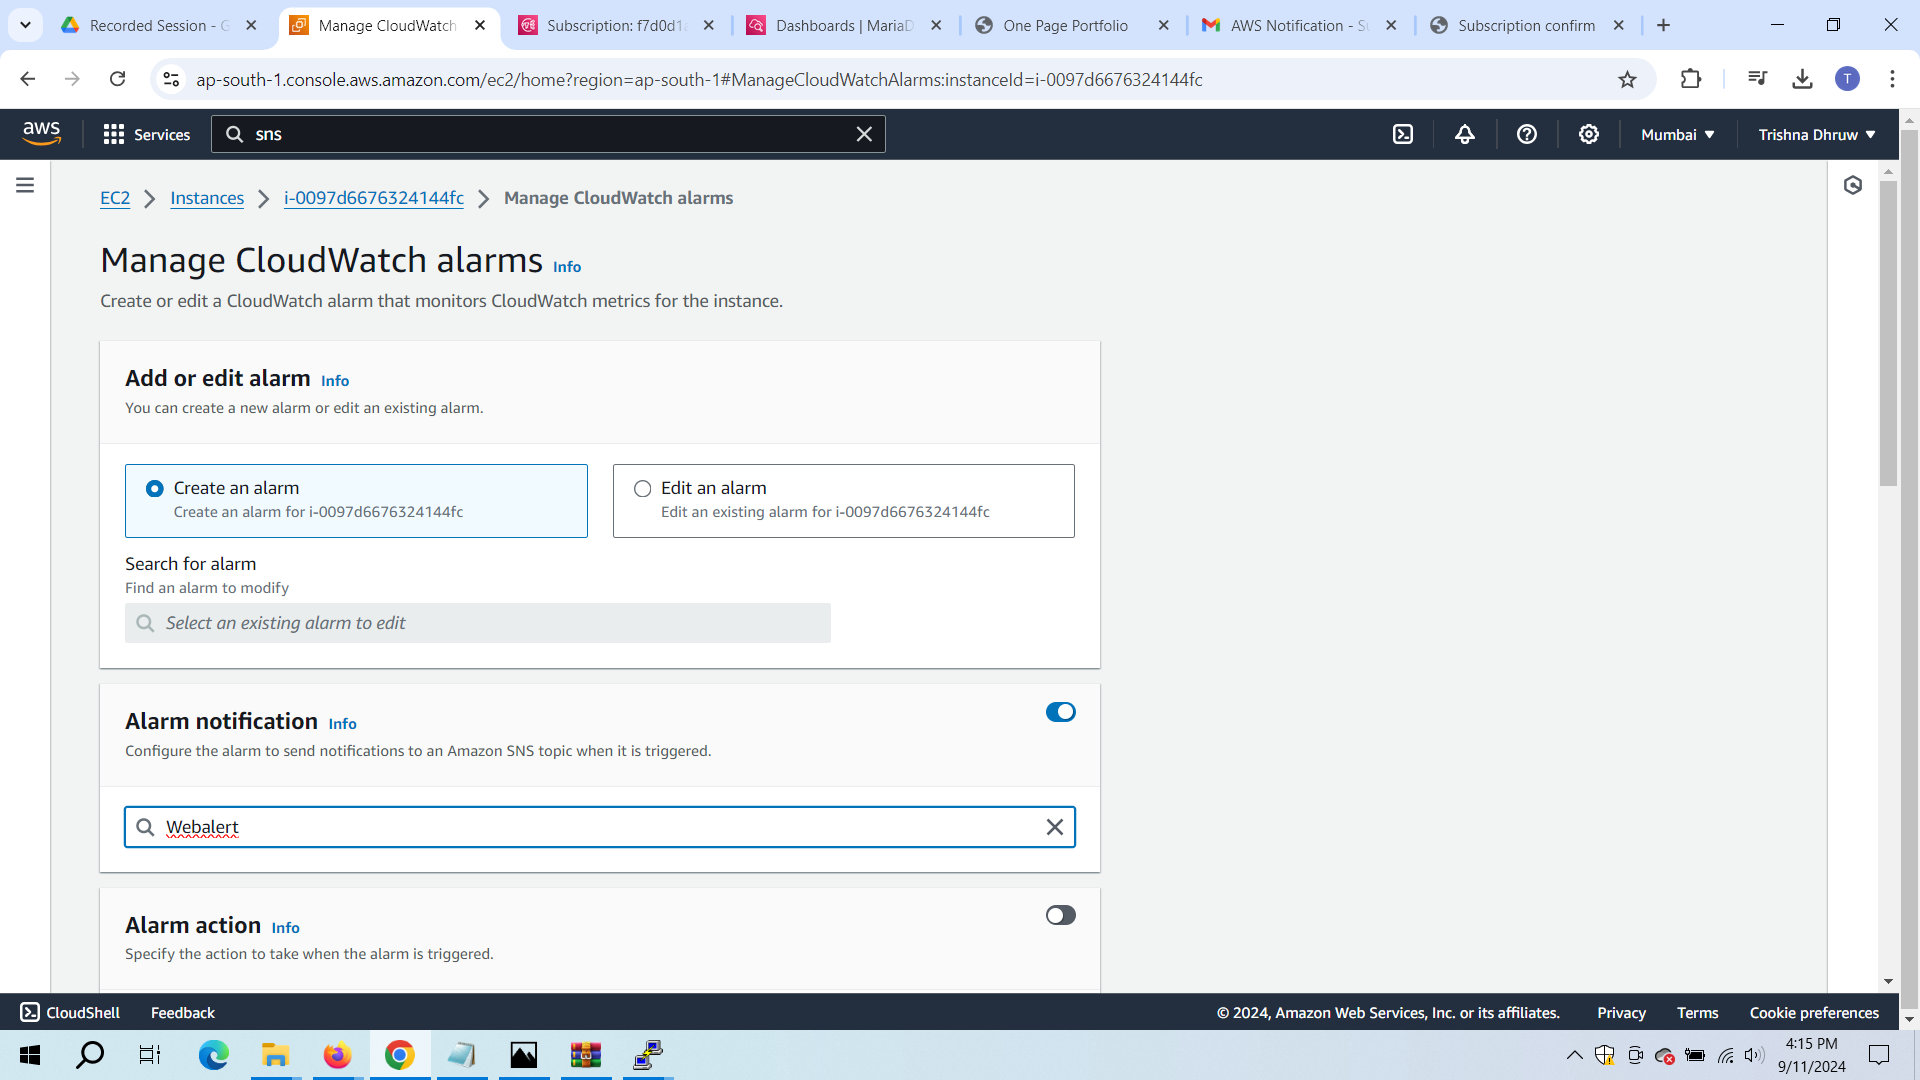 Recorded Session - G
Manage CloudWatch
Subscription: f7d0d1a
Dashboards | MariaD
One Page Portfolio
AWS Notification - Su
Subscription confirm
ap-south-1.console.aws.amazon.com/ec2/home?region=ap-south-1#ManageCloudWatchAlarms:instanceId=i-0097d6676324144fc
T
aws
Services
sns
Mumbai
Trishna Dhruw
EC2
Instances
i-0097d6676324144fc
Manage CloudWatch alarms
Manage CloudWatch alarms Info
Create or edit a CloudWatch alarm that monitors CloudWatch metrics for the instance.
Add or edit alarm Info
You can create a new alarm or edit an existing alarm.
Create an alarm
Create an alarm for i-0097d6676324144fc
Edit an alarm
Edit an existing alarm for i-0097d6676324144fc
Search for alarm
Find an alarm to modify
Select an existing alarm to edit
Alarm notification Info
Configure the alarm to send notifications to an Amazon SNS topic when it is triggered.
Webalert
Alarm action Info
Specify the action to take when the alarm is triggered.
CloudShell
Feedback
© 2024, Amazon Web Services, Inc. or its affiliates.
Privacy
Terms
Cookie preferences
4:15 PM
9/11/2024